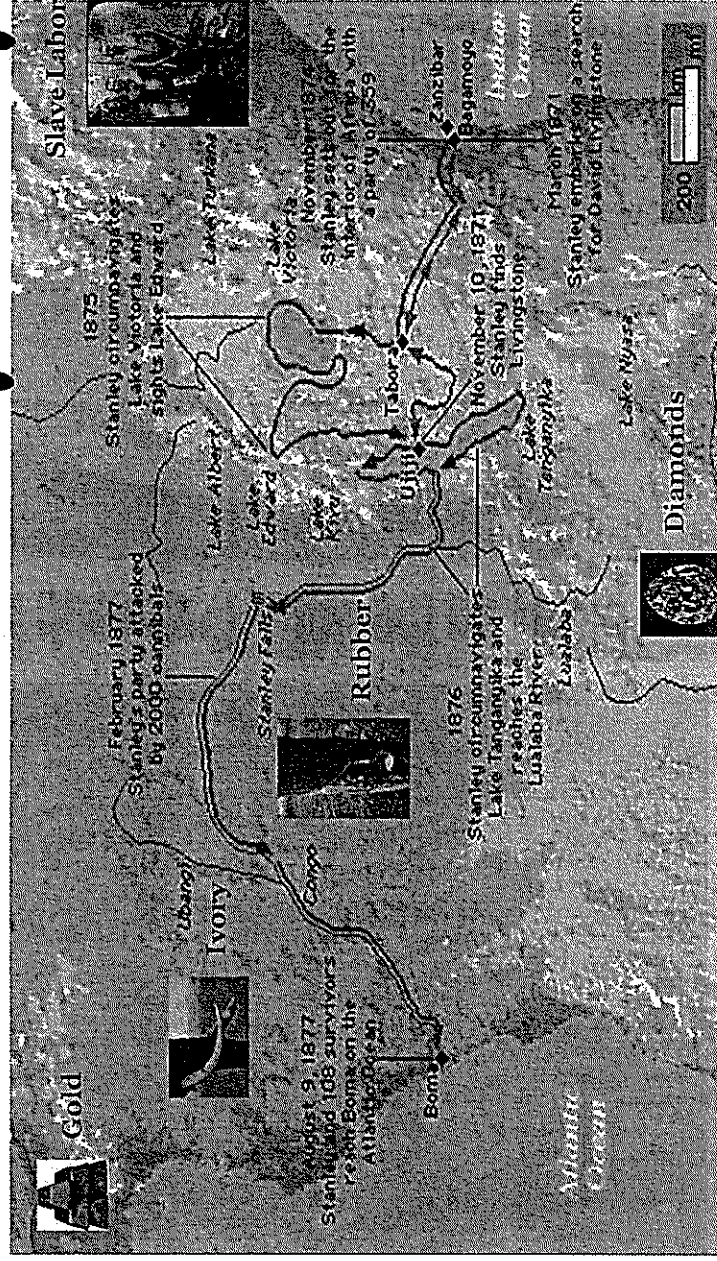 Gold
Slave Labor
February 1877
Stanley's party attacked
by 2000 cannibals
1875
Stanley circumnavigates
Lake Victoria and
sights Lake Edward
Ubangi
Ivory
Lake Albert
Lake Turkana
Lake
Edward
Lake
Victoria
Stanley Falls
Lake
Kivu
Congo
November 1874
Stanley sets out for the
interior of Africa with
a party of 359
August 9, 1877
Stanley and 108 survivors
reach Boma on the
Atlantic Ocean
Rubber
Tabora
Ujiji
Zanzibar
Bagamoyo
Boma
Indian
Ocean
November 10, 1871
Stanley finds
Livingstone
1876
Stanley circumnavigates
Lake Tanganyika and
reaches the
Lualaba River
Lualaba
Lake
Tanganyika
March 1871
Stanley embarks on a search
for David Livingstone
Atlantic
Ocean
Lake Nyasa
Diamonds
200
km
mi